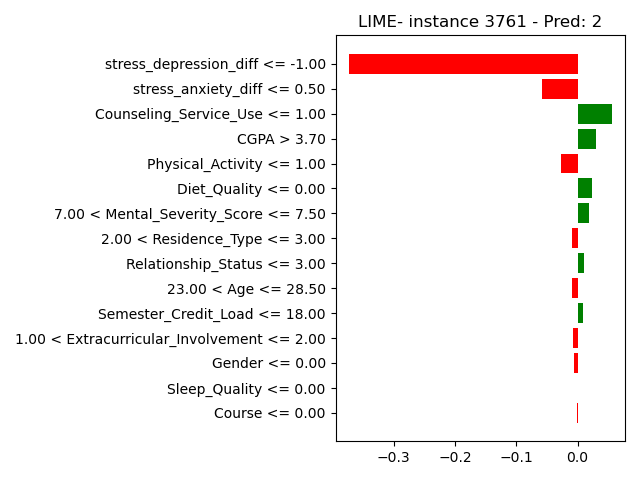 LIME- instance 3761 - Pred: 2
stress_depression_diff <= -1.00
stress_anxiety_diff <= 0.50
Counseling_Service_Use <= 1.00
CGPA > 3.70
Physical_Activity <= 1.00
Diet_Quality <= 0.00
7.00 < Mental_Severity_Score <= 7.50
2.00 < Residence_Type <= 3.00
Relationship_Status <= 3.00
23.00 < Age <= 28.50
Semester_Credit_Load <= 18.00
1.00 < Extracurricular_Involvement <= 2.00
Gender <= 0.00
Sleep_Quality <= 0.00
Course <= 0.00
−0.3 −0.2 −0.1 0.0